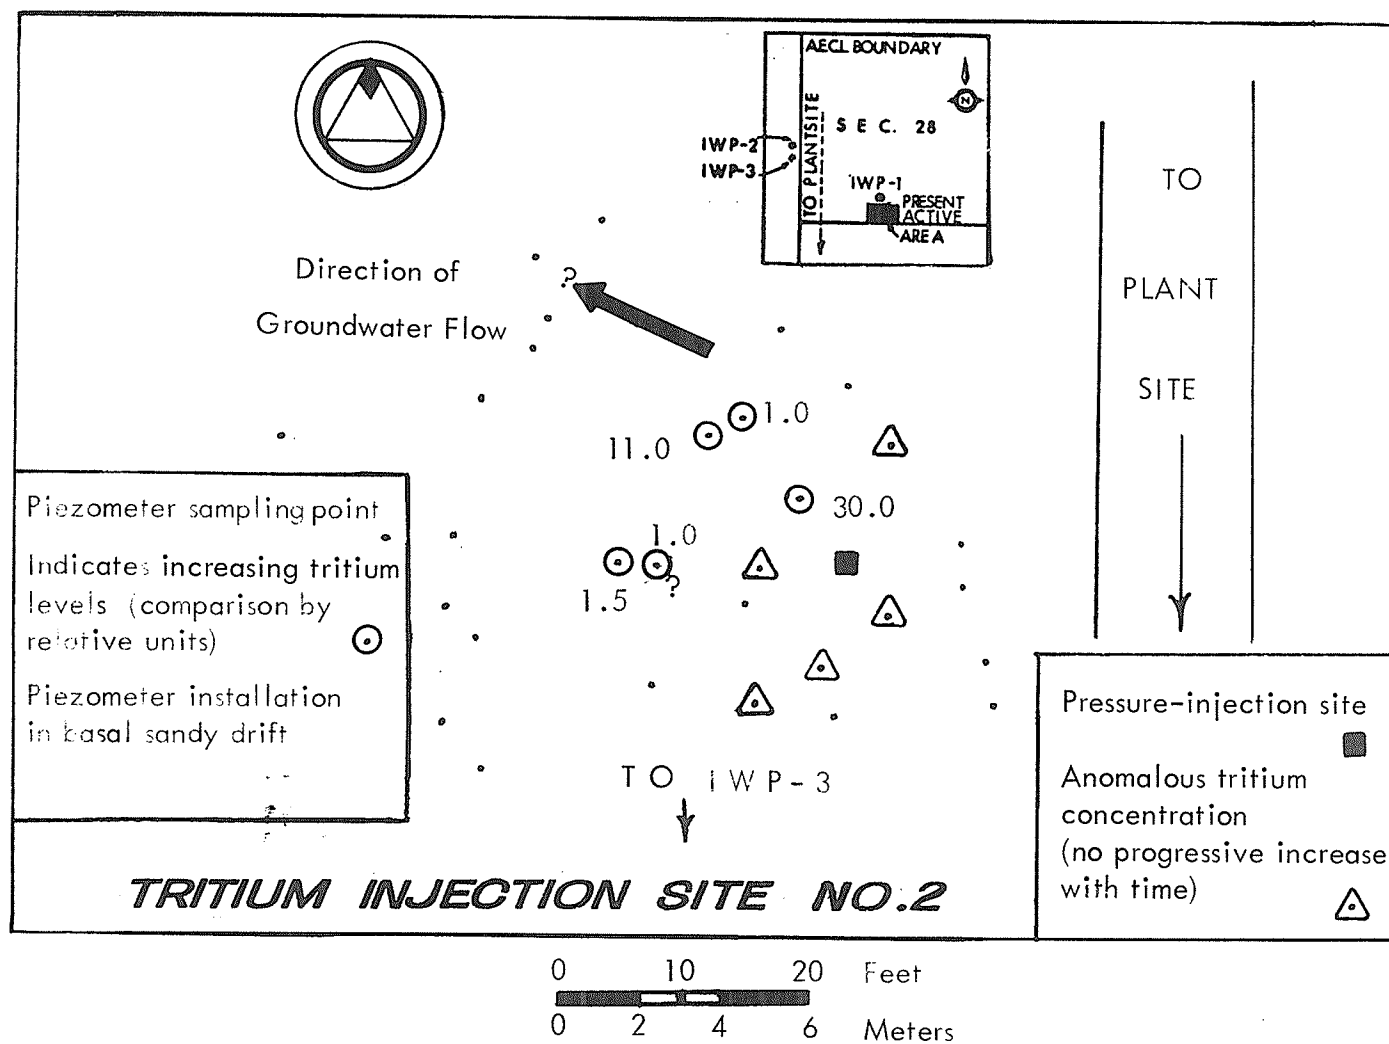 AECL BOUNDARY
N
TO PLANTSITE
SEC. 28
IWP-2
IWP-3
IWP-1
PRESENT
ACTIVE
AREA
TO
PLANT
SITE
Direction of
Groundwater Flow
?
1.0
11.0
30.0
1.0
?
1.5
Piezometer sampling point
Indicates increasing tritium
levels (comparison by
relative units)
Piezometer installation
in basal sandy drift
TO IWP-3
Pressure-injection site
Anomalous tritium
concentration
(no progressive increase
with time)
TRITIUM INJECTION SITE NO.2
0 10 20 Feet
0 2 4 6 Meters